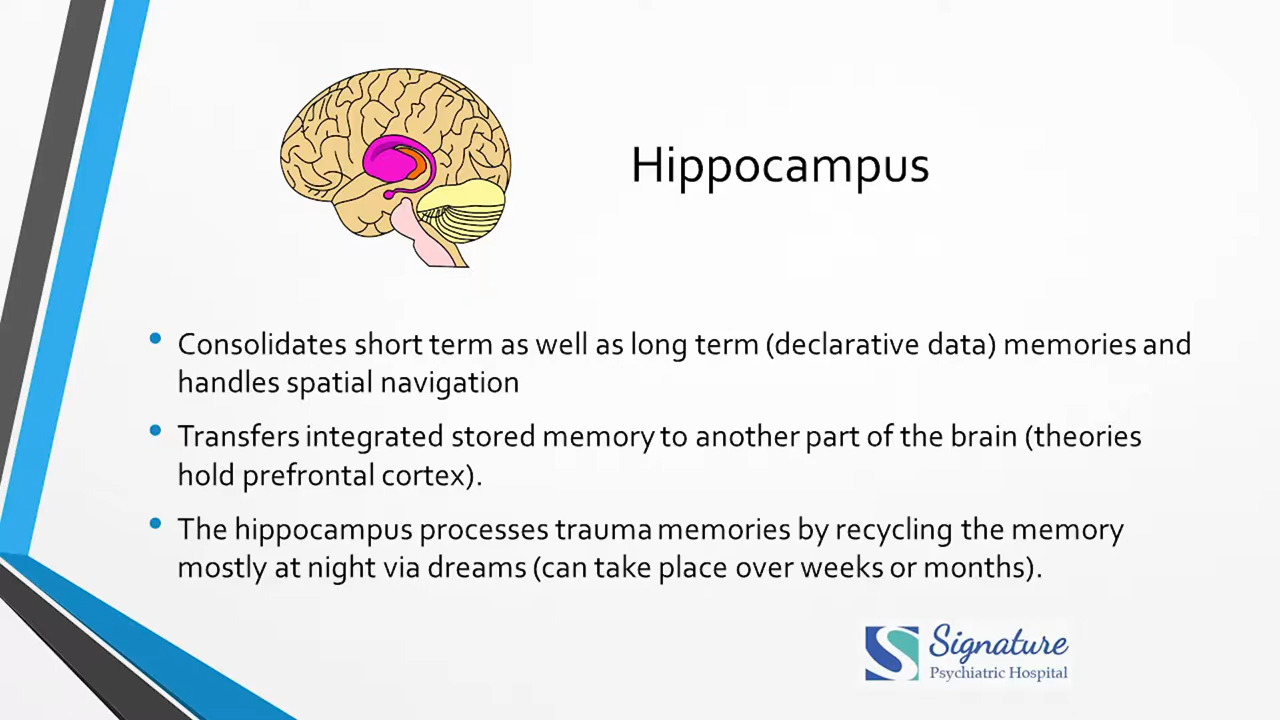 Hippocampus
• Consolidates short term as well as long term (declarative data) memories and
handles spatial navigation
• Transfers integrated stored memory to another part of the brain (theories
hold prefrontal cortex).
• The hippocampus processes trauma memories by recycling the memory
mostly at night via dreams (can take place over weeks or months).
Signature
Psychiatric Hospital